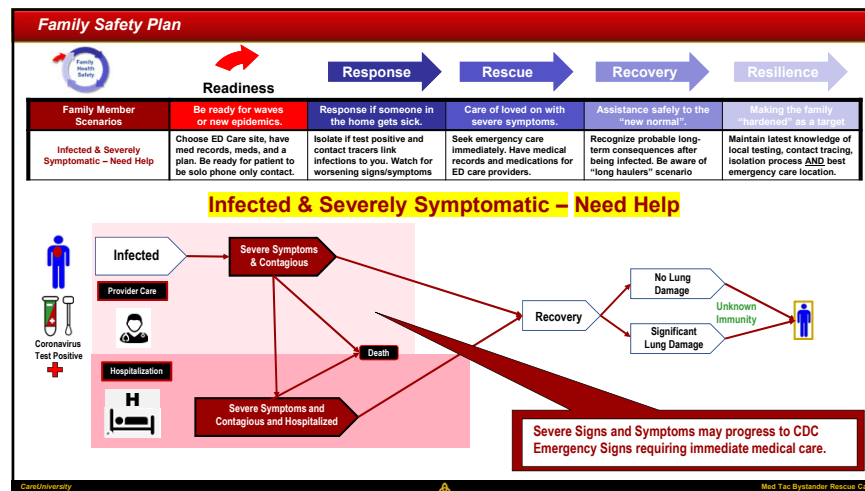 Family Safety Plan
Family
Health
Safety
Readiness
Response
Rescue
Recovery
Resilience
Family Member
Scenarios
Be ready for waves
or new epidemics.
Response if someone in
the home gets sick.
Care of loved on with
severe symptoms.
Assistance safely to the
“new normal”.
Making the family
“hardened” as a target
Infected & Severely
Symptomatic – Need Help
Choose ED Care site, have
med records, meds, and a
plan. Be ready for patient to
be solo phone only contact.
Isolate if test positive and
contact tracers link
infections to you. Watch for
worsening signs/symptoms
Seek emergency care
immediately. Have medical
records and medications for
ED care providers.
Recognize probable long-
term consequences after
being infected. Be aware of
“long haulers” scenario
Maintain latest knowledge of
local testing, contact tracing,
isolation process AND best
emergency care location.
Infected & Severely Symptomatic – Need Help
Infected
Severe Symptoms
& Contagious
Provider Care
Coronavirus
Test Positive
Hospitalization
H
Death
Severe Symptoms and
Contagious and Hospitalized
Recovery
No Lung
Damage
Significant
Lung Damage
Unknown
Immunity
Severe Signs and Symptoms may progress to CDC
Emergency Signs requiring immediate medical care.
CareUniversity
Med Tac Bystander Rescue Ca